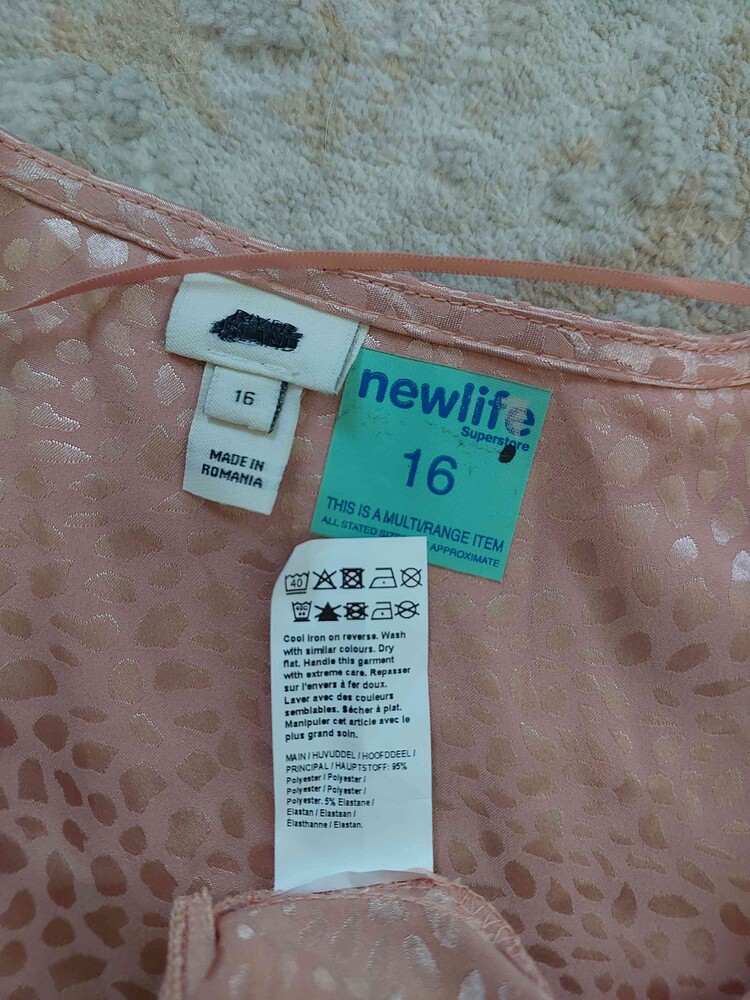 16
MADE IN
ROMANIA
newlife
Superstore
16
THIS IS A MULTI/RANGE ITEM
ALL STATED APPROXIMATE
40
Cool iron on reverse. Wash
with similar colours. Dry
flat. Handle this garment
with extreme care. Repasser
sur l'envers à fer doux.
Laver avec des couleurs
semblables. Sécher à plat.
Manipuler cet article avec le
plus grand soin.
MAIN / HUVUDDEL / HOOFDDEEL /
PRINCIPAL / HAUPTSTOFF: 95%
Polyester / Polyester /
Polyester / Polyester /
Polyester, 5% Elastane /
Elastan / Elastaan /
Elasthanne / Elastan.